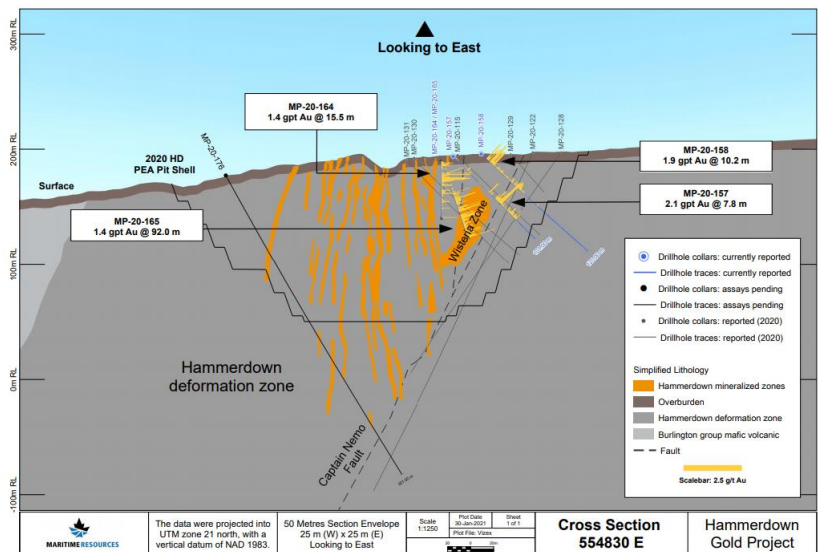 Looking to East
300m RL
200m RL
100m RL
0m RL
-100m RL
MP-20-164
1.4 gpt Au @ 15.5 m
MP-20-176
2020 HD
PEA Pit Shell
Surface
MP-20-165
1.4 gpt Au @ 92.0 m
MP-20-131
MP-20-130
MP-20-164 / MP-20-165
MP-20-157
MP-20-115
MP-20-158
MP-20-129
MP-20-122
MP-20-128
MP-20-158
1.9 gpt Au @ 10.2 m
MP-20-157
2.1 gpt Au @ 7.8 m
Wisteria Zone
Hammerdown
deformation zone
Captain Nemo
Fault
Drillhole collars: currently reported
Drillhole traces: currently reported
Drillhole collars: assays pending
Drillhole traces: assays pending
Drillhole collars: reported (2020)
Drillhole traces: reported (2020)
Simplified Lithology
Hammerdown mineralized zones
Overburden
Hammerdown deformation zone
Burlington group mafic volcanic
Fault
Scalebar: 2.5 g/t Au
MARITIME RESOURCES
The data were projected into
UTM zone 21 north, with a
vertical datum of NAD 1983.
50 Metres Section Envelope
25 m (W) x 25 m (E)
Looking to East
Scale
1:1250
Plot Date
30-Jan-2021
Sheet
1 of 1
Plot File: Vizex
Cross Section
554830 E
Hammerdown
Gold Project